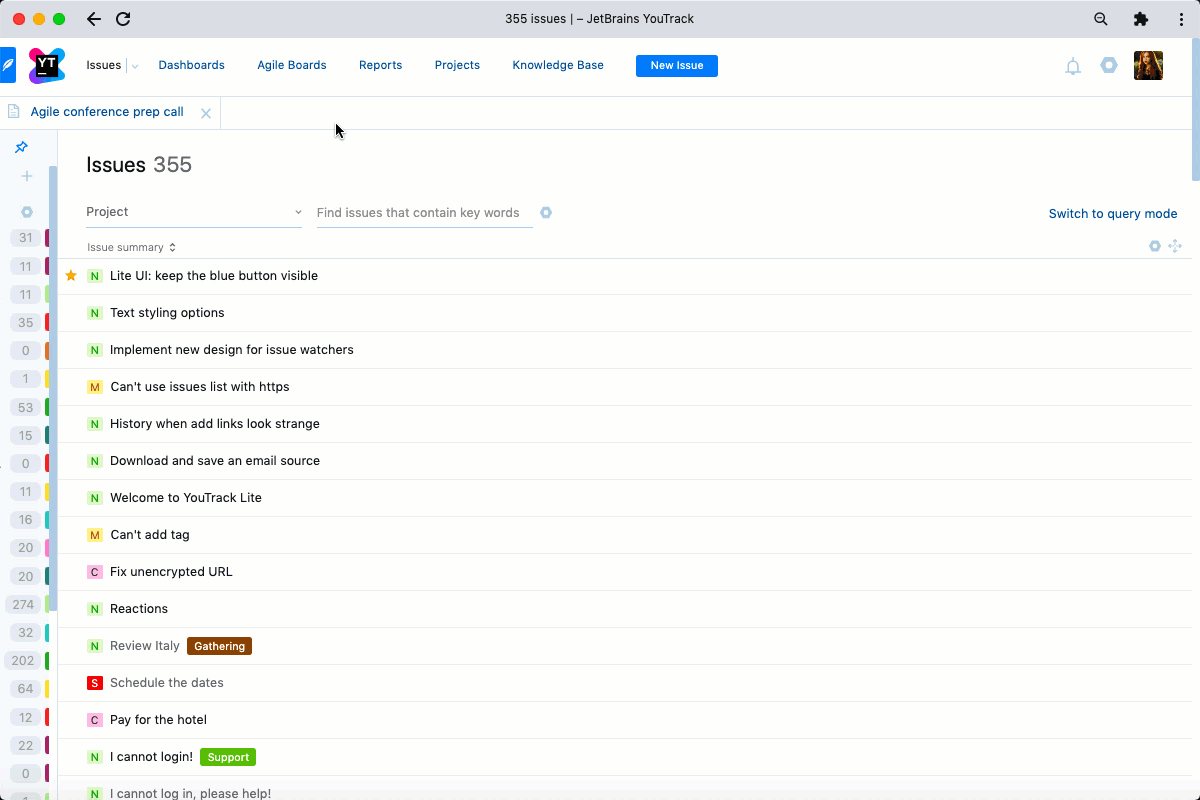 355 issues | – JetBrains YouTrack
YT
Issues
Dashboards
Agile Boards
Reports
Projects
Knowledge Base
New Issue
Agile conference prep call
Issues 355
Project
Find issues that contain key words
Switch to query mode
Issue summary
31
11
11
35
0
1
53
15
0
11
16
20
20
274
32
202
64
12
22
0
1
N Lite UI: keep the blue button visible
N Text styling options
N Implement new design for issue watchers
M Can't use issues list with https
N History when add links look strange
N Download and save an email source
N Welcome to YouTrack Lite
M Can't add tag
C Fix unencrypted URL
N Reactions
N Review Italy Gathering
S Schedule the dates
C Pay for the hotel
N I cannot login! Support
N I cannot log in, please help!